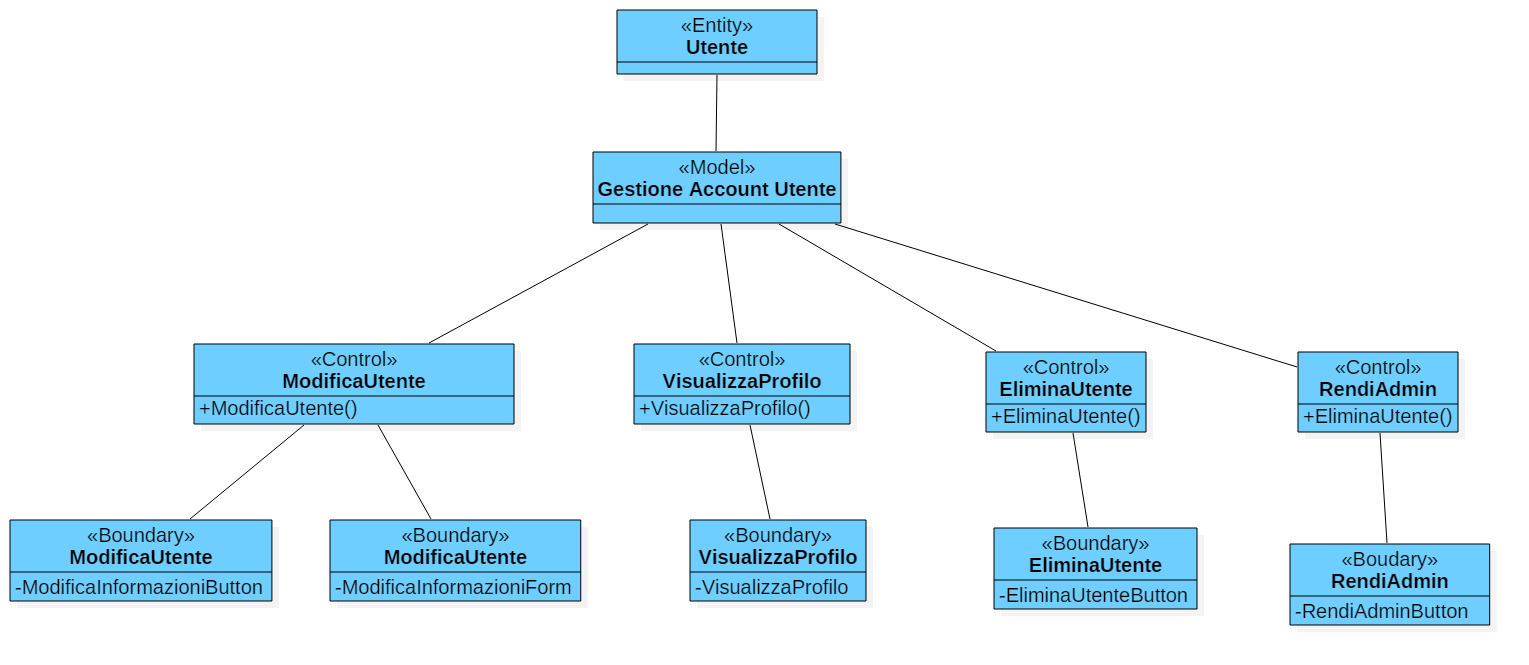 «Entity»
Utente
«Model»
Gestione Account Utente
«Control»
ModificaUtente
+ModificaUtente()
«Control»
VisualizzaProfilo
+VisualizzaProfilo()
«Control»
EliminaUtente
+EliminaUtente()
«Control»
RendiAdmin
+EliminaUtente()
«Boundary»
ModificaUtente
-ModificaInformazioniButton
«Boundary»
ModificaUtente
-ModificaInformazioniForm
«Boundary»
VisualizzaProfilo
-VisualizzaProfilo
«Boundary»
EliminaUtente
-EliminaUtenteButton
«Boudary»
RendiAdmin
-RendiAdminButton